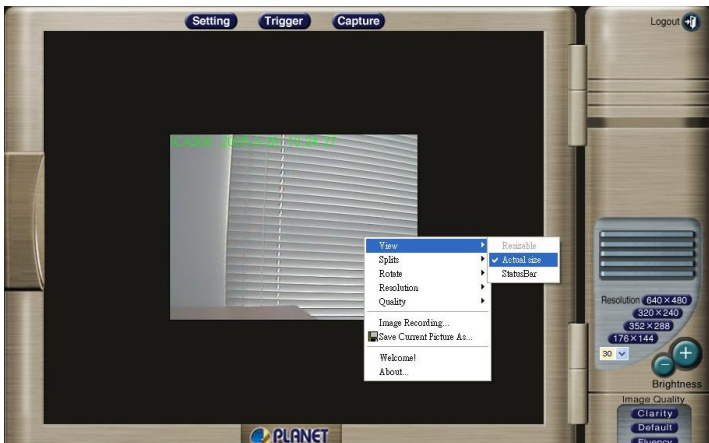 Setting Trigger Capture
Logout
View
Splits
Rotate
Resolution
Quality
Image Recording...
Save Current Picture As...
Welcome!
About...
Resizable
Actual size
StatusBar
Resolution 640×480
320×240
352×288
176×144
30
Brightness
Image Quality
Clarity
Default
Fluency
PLANET